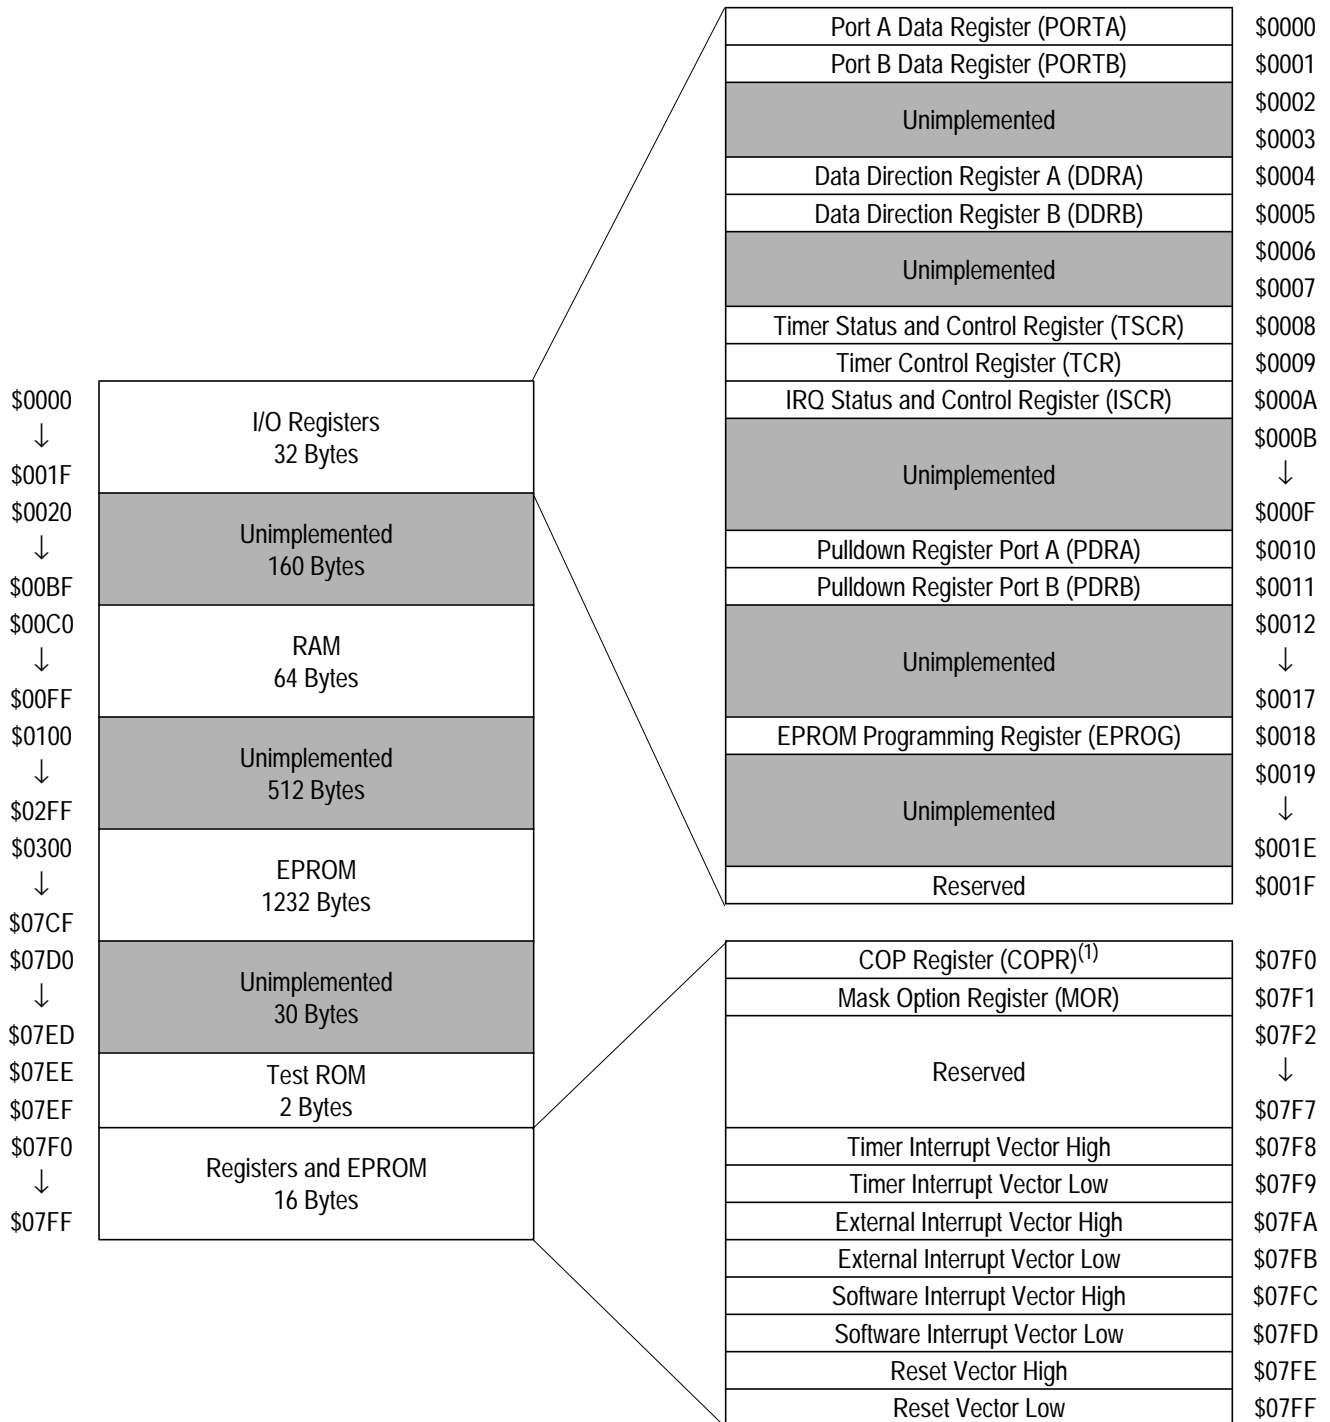 Port A Data Register (PORTA) $0000
Port B Data Register (PORTB) $0001
$0002
Unimplemented
$0003
Data Direction Register A (DDRA) $0004
Data Direction Register B (DDRB) $0005
$0006
Unimplemented
$0007
Timer Status and Control Register (TSCR) $0008
Timer Control Register (TCR) $0009
IRQ Status and Control Register (ISCR) $000A
$000B
Unimplemented ↓
$000F
Pulldown Register Port A (PDRA) $0010
Pulldown Register Port B (PDRB) $0011
$0012
Unimplemented ↓
$0017
EPROM Programming Register (EPROG) $0018
$0019
Unimplemented ↓
$001E
Reserved $001F
$0000
↓
$001F
I/O Registers
32 Bytes
$0020
↓
$00BF
Unimplemented
160 Bytes
$00C0
↓
$00FF
RAM
64 Bytes
$0100
↓
$02FF
Unimplemented
512 Bytes
$0300
↓
$07CF
EPROM
1232 Bytes
$07D0
↓
$07ED
Unimplemented
30 Bytes
$07EE
$07EF
Test ROM
2 Bytes
$07F0
↓
$07FF
Registers and EPROM
16 Bytes
COP Register (COPR)(1) $07F0
Mask Option Register (MOR) $07F1
$07F2
Reserved ↓
$07F7
Timer Interrupt Vector High $07F8
Timer Interrupt Vector Low $07F9
External Interrupt Vector High $07FA
External Interrupt Vector Low $07FB
Software Interrupt Vector High $07FC
Software Interrupt Vector Low $07FD
Reset Vector High $07FE
Reset Vector Low $07FF